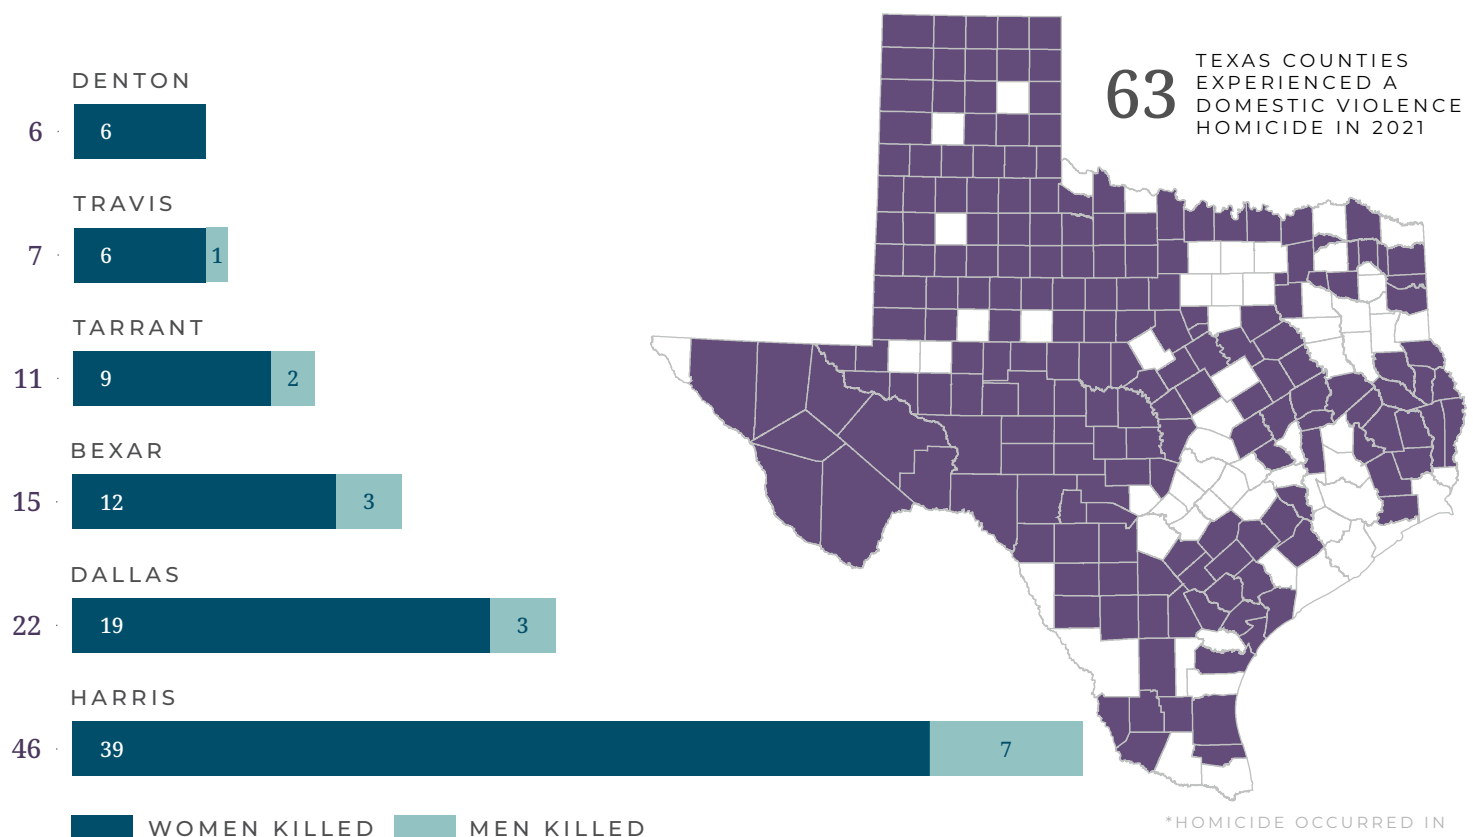 DENTON
6
6
TRAVIS
7
6
1
TARRANT
11
9
2
BEXAR
15
12
3
DALLAS
22
19
3
HARRIS
46
39
7
WOMEN KILLED
MEN KILLED
63
TEXAS COUNTIES
EXPERIENCED A
DOMESTIC VIOLENCE
HOMICIDE IN 2021
*HOMICIDE OCCURRED IN